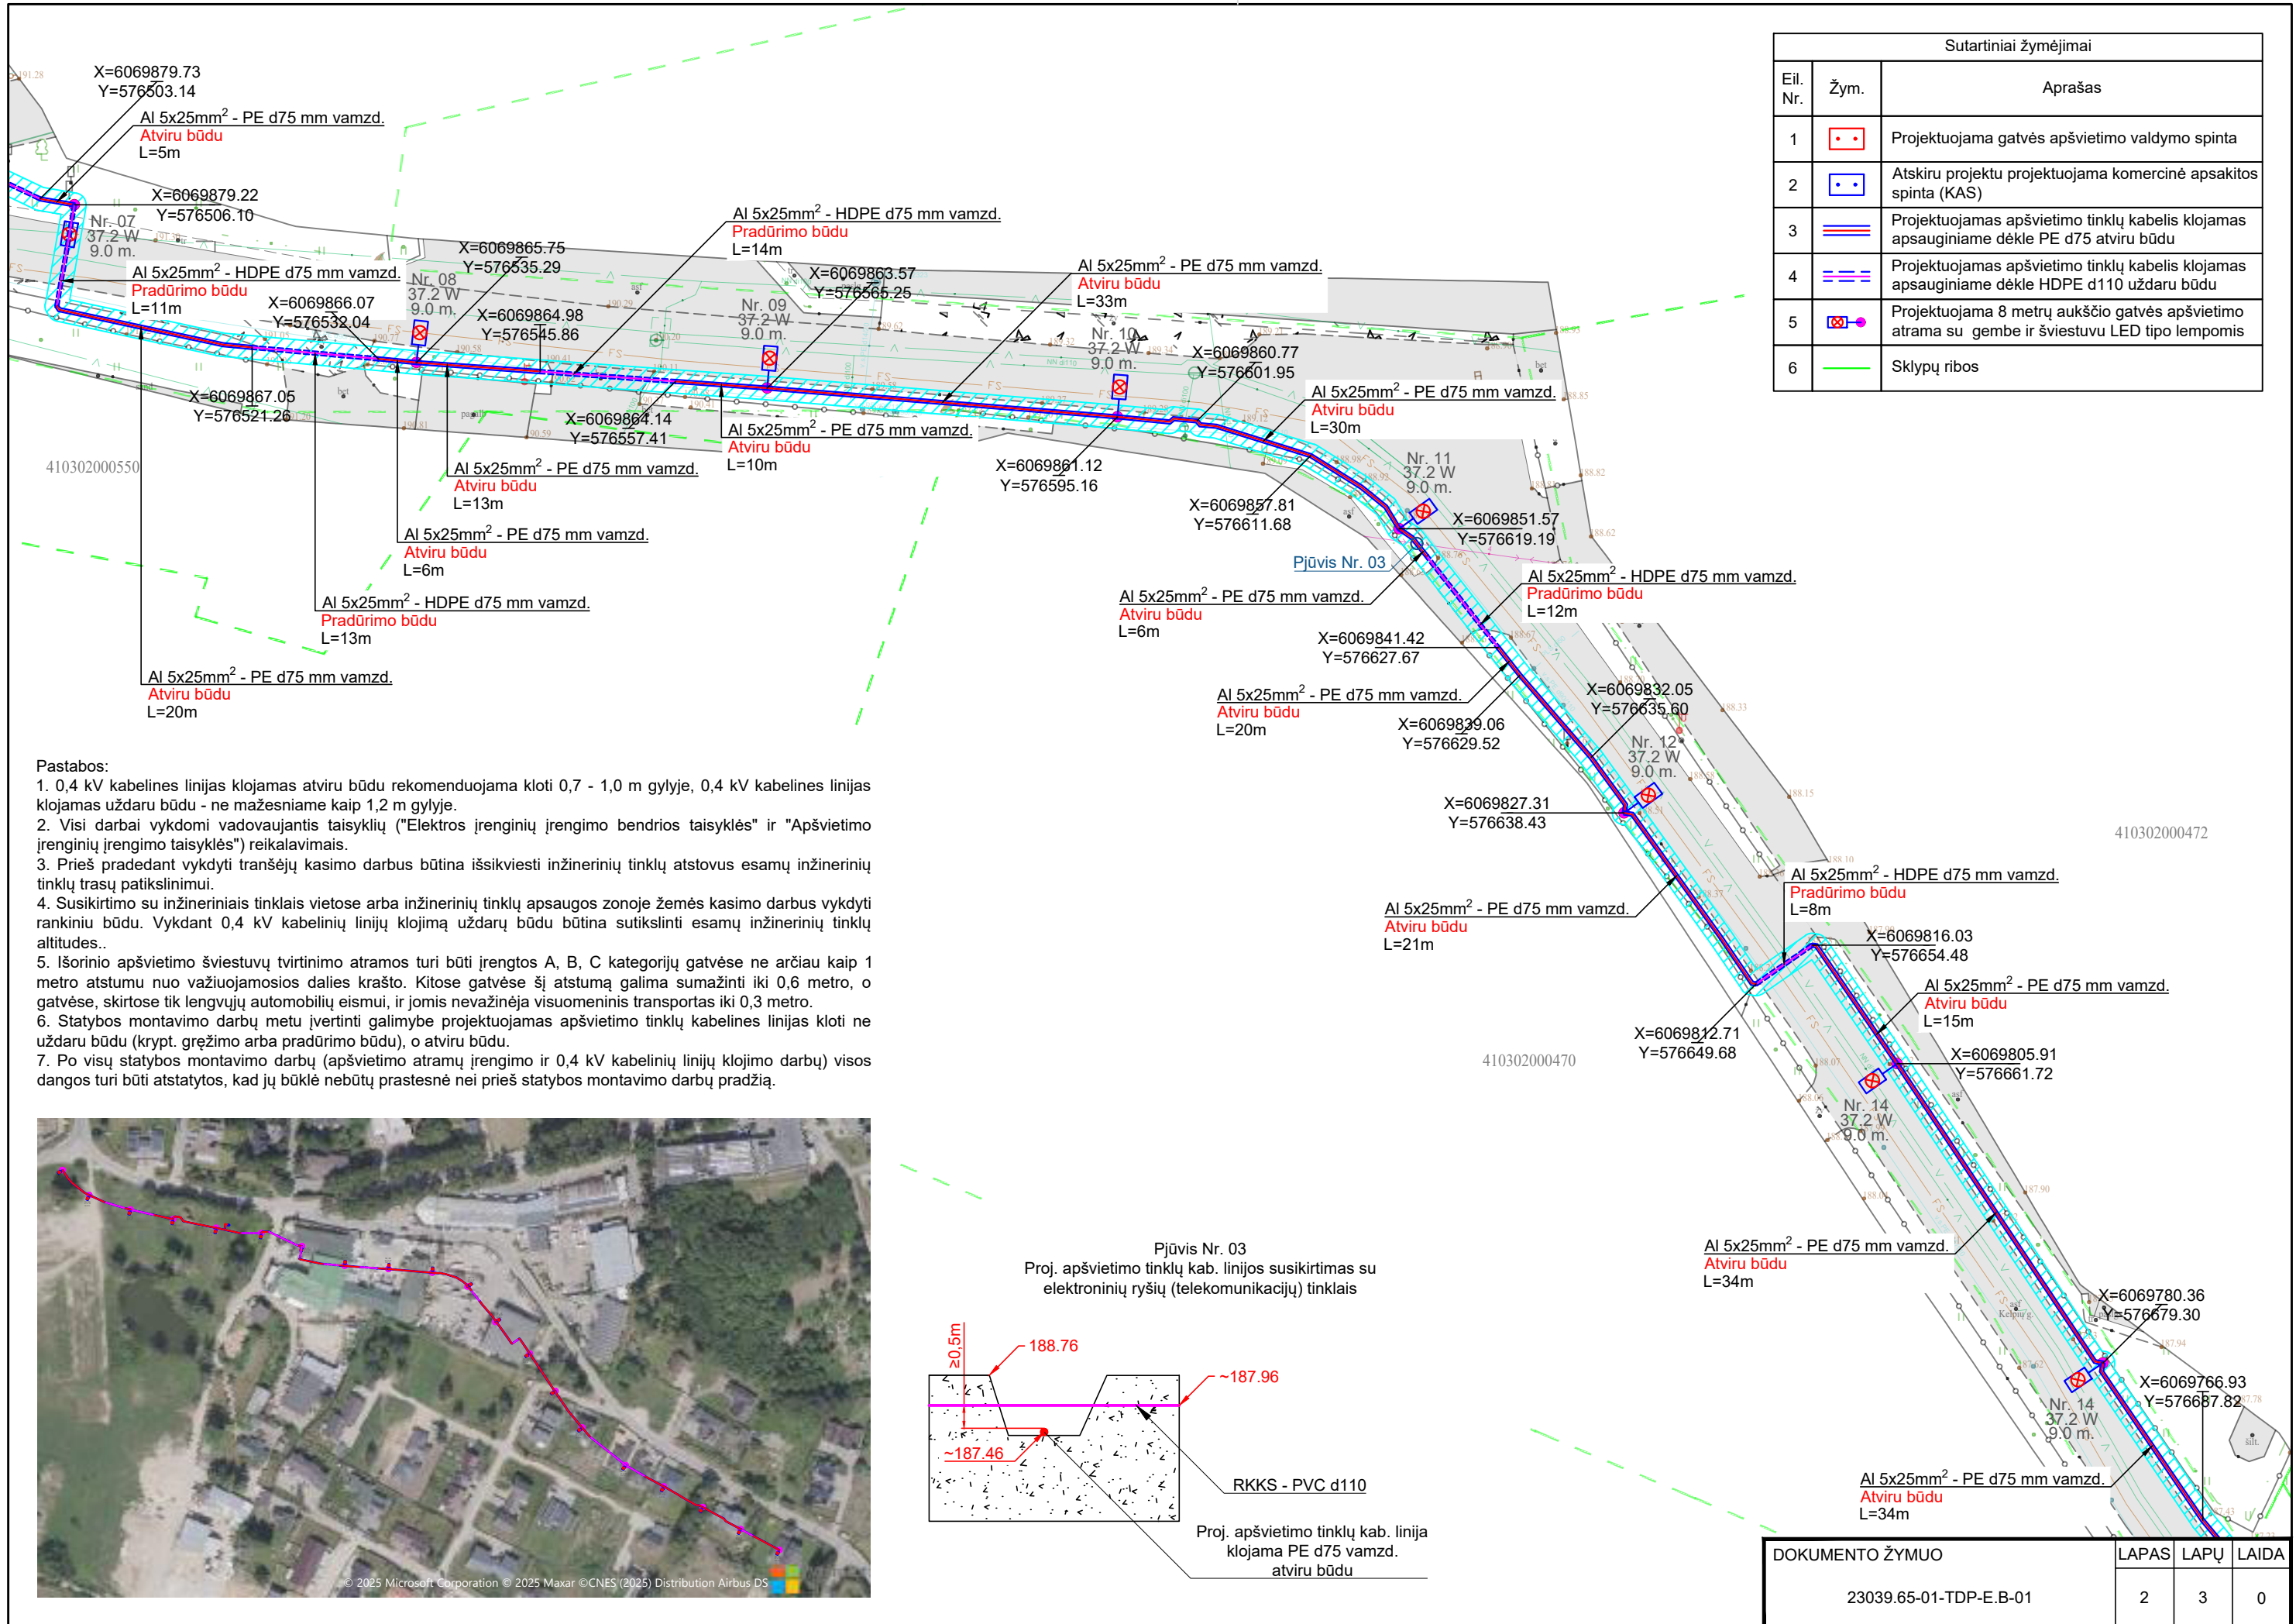 Sutartiniai žymėjimai
Eil. Nr.
Žym.
Aprašas
1
Projektuojama gatvės apšvietimo valdymo spinta
2
Atskiru projektu projektuojama komercinė apsakitos
spinta (KAS)
3
Projektuojamas apšvietimo tinklų kabelis klojamas
apsauginiame dėkle PE d75 atviru būdu
4
Projektuojamas apšvietimo tinklų kabelis klojamas
apsauginiame dėkle HDPE d110 uždaru būdu
5
Projektuojama 8 metrų aukščio gatvės apšvietimo
atrama su gembe ir šviestuvu LED tipo lempomis
6
Sklypų ribos
X=6069879.73
Y=576503.14
Al 5x25mm² - PE d75 mm vamzd.
Atviru būdu
L=5m
X=6069879.22
Y=576506.10
Nr. 07
37.2 W
9.0 m.
Al 5x25mm² - HDPE d75 mm vamzd.
Pradūrimo būdu
L=11m
X=6069866.07
Y=576532.04
Nr. 08
37.2 W
9.0 m.
X=6069865.75
Y=576535.29
X=6069864.98
Y=576545.86
Al 5x25mm² - HDPE d75 mm vamzd.
Pradūrimo būdu
L=14m
X=6069863.57
Y=576565.25
Nr. 09
37.2 W
9.0 m.
Al 5x25mm² - PE d75 mm vamzd.
Atviru būdu
L=33m
Nr. 10
37.2 W
9.0 m.
X=6069860.77
Y=576601.95
Al 5x25mm² - PE d75 mm vamzd.
Atviru būdu
L=30m
X=6069867.05
Y=576521.26
X=6069864.14
Y=576557.41
Al 5x25mm² - PE d75 mm vamzd.
Atviru būdu
L=10m
410302000550
Al 5x25mm² - PE d75 mm vamzd.
Atviru būdu
L=13m
X=6069861.12
Y=576595.16
X=6069857.81
Y=576611.68
Nr. 11
37.2 W
9.0 m.
X=6069851.57
Y=576619.19
Al 5x25mm² - PE d75 mm vamzd.
Atviru būdu
L=6m
Pjūvis Nr. 03
Al 5x25mm² - HDPE d75 mm vamzd.
Pradūrimo būdu
L=12m
Al 5x25mm² - HDPE d75 mm vamzd.
Pradūrimo būdu
L=13m
Al 5x25mm² - PE d75 mm vamzd.
Atviru būdu
L=6m
X=6069841.42
Y=576627.67
Al 5x25mm² - PE d75 mm vamzd.
Atviru būdu
L=20m
Al 5x25mm² - PE d75 mm vamzd.
Atviru būdu
L=20m
X=6069839.06
Y=576629.52
X=6069832.05
Y=576635.60
Nr. 12
37.2 W
9.0 m.
X=6069827.31
Y=576638.43
410302000472
Al 5x25mm² - HDPE d75 mm vamzd.
Pradūrimo būdu
L=8m
Al 5x25mm² - PE d75 mm vamzd.
Atviru būdu
L=21m
X=6069816.03
Y=576654.48
Al 5x25mm² - PE d75 mm vamzd.
Atviru būdu
L=15m
X=6069812.71
Y=576649.68
410302000470
X=6069805.91
Y=576661.72
Nr. 14
37.2 W
9.0 m.
Al 5x25mm² - PE d75 mm vamzd.
Atviru būdu
L=34m
X=6069780.36
Y=576679.30
X=6069766.93
Y=576687.82
Nr. 14
37.2 W
9.0 m.
Al 5x25mm² - PE d75 mm vamzd.
Atviru būdu
L=34m
Pastabos:
1. 0,4 kV kabelines linijas klojamas atviru būdu rekomenduojama kloti 0,7 - 1,0 m gylyje, 0,4 kV kabelines linijas
klojamas uždaru būdu - ne mažesniame kaip 1,2 m gylyje.
2. Visi darbai vykdomi vadovaujantis taisyklių ("Elektros įrenginių įrengimo bendrios taisyklės" ir "Apšvietimo
įrenginių įrengimo taisyklės") reikalavimais.
3. Prieš pradedant vykdyti tranšėjų kasimo darbus būtina išsikviesti inžinerinių tinklų atstovus esamų inžinerinių
tinklų trasų patikslinimui.
4. Susikirtimo su inžineriniais tinklais vietose arba inžinerinių tinklų apsaugos zonoje žemės kasimo darbus vykdyti
rankiniu būdu. Vykdant 0,4 kV kabelinių linijų klojimą uždarų būdu būtina sutikslinti esamų inžinerinių tinklų
altitudes..
5. Išorinio apšvietimo šviestuvų tvirtinimo atramos turi būti įrengtos A, B, C kategorijų gatvėse ne arčiau kaip 1
metro atstumu nuo važiuojamosios dalies krašto. Kitose gatvėse šį atstumą galima sumažinti iki 0,6 metro, o
gatvėse, skirtose tik lengvųjų automobilių eismui, ir jomis nevažinėja visuomeninis transportas iki 0,3 metro.
6. Statybos montavimo darbų metu įvertinti galimybe projektuojamas apšvietimo tinklų kabelines linijas kloti ne
uždaru būdu (krypt. gręžimo arba pradūrimo būdu), o atviru būdu.
7. Po visų statybos montavimo darbų (apšvietimo atramų įrengimo ir 0,4 kV kabelinių linijų klojimo darbų) visos
dangos turi būti atstatytos, kad jų būklė nebūtų prastesnė nei prieš statybos montavimo darbų pradžią.
© 2025 Microsoft Corporation © 2025 Maxar ©CNES (2025) Distribution Airbus DS
Pjūvis Nr. 03
Proj. apšvietimo tinklų kab. linijos susikirtimas su
elektroninių ryšių (telekomunikacijų) tinklais
≥0,5m
188.76
~187.96
~187.46
RKKS - PVC d110
Proj. apšvietimo tinklų kab. linija
klojama PE d75 vamzd.
atviru būdu
DOKUMENTO ŽYMUO
LAPAS
LAPŲ
LAIDA
23039.65-01-TDP-E.B-01
2
3
0